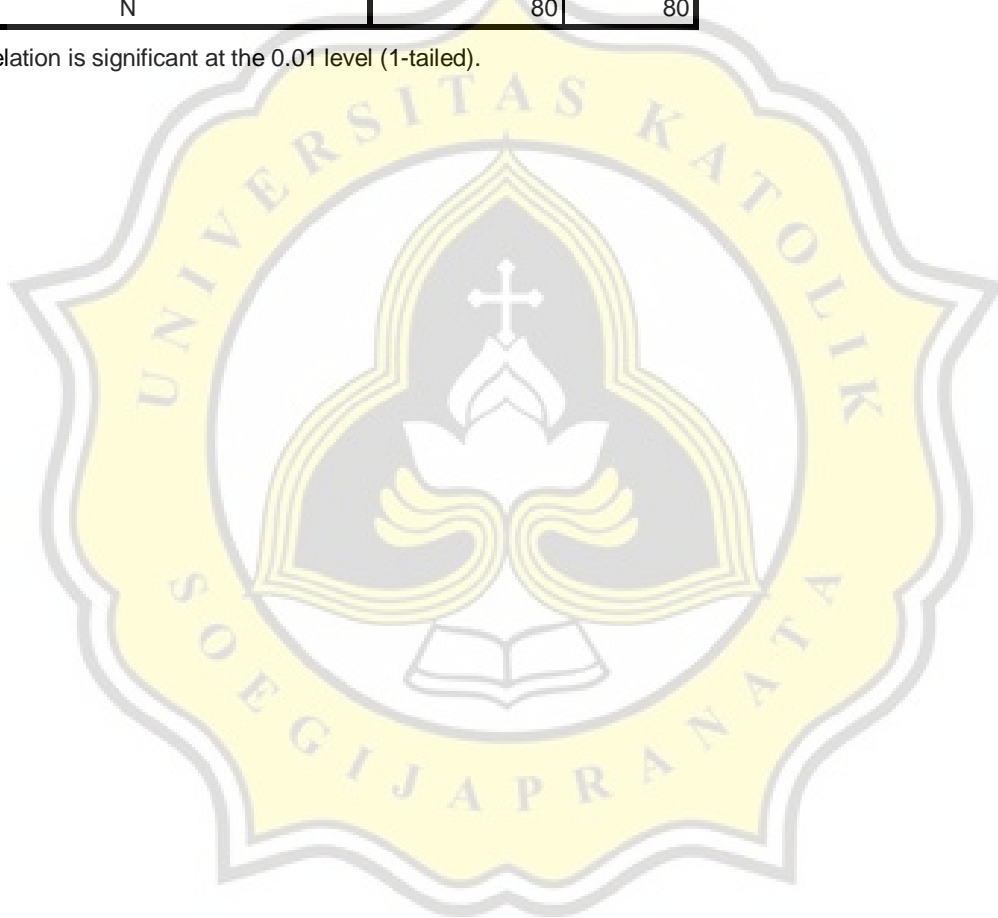 N 80 80
elation is significant at the 0.01 level (1-tailed).
UNIVERSITAS KATOLIK
SOEGIJAPRANATA